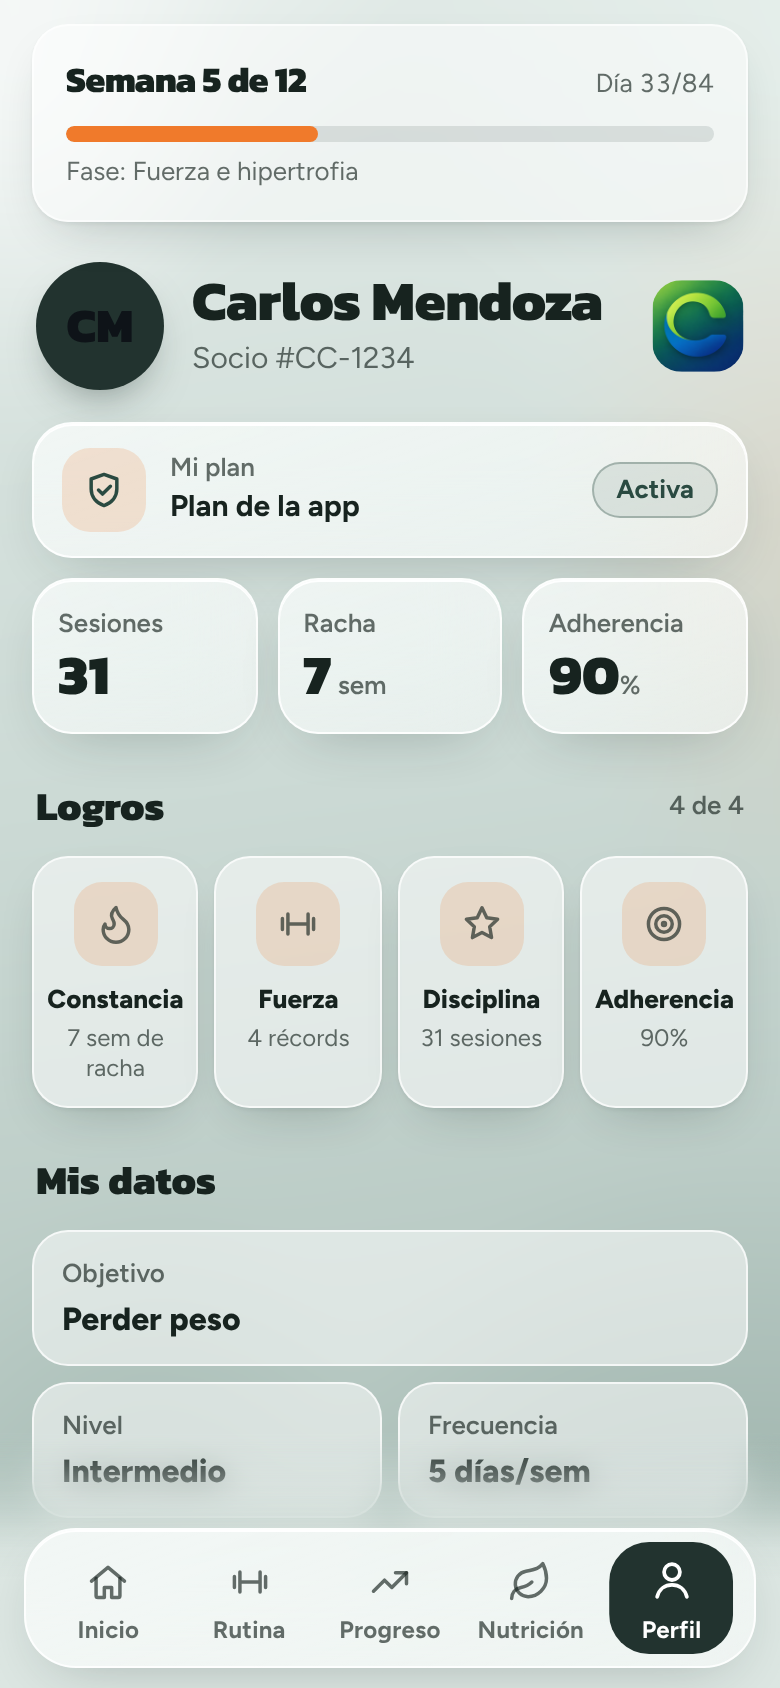 Semana 5 de 12
Día 33/84
Fase: Fuerza e hipertrofia
CM
Carlos Mendoza
Socio #CC-1234
Mi plan
Plan de la app
Activa
Sesiones
31
Racha
7 sem
Adherencia
90%
Logros
4 de 4
Constancia
7 sem de
racha
Fuerza
4 récords
Disciplina
31 sesiones
Adherencia
90%
Mis datos
Objetivo
Perder peso
Nivel
Intermedio
Frecuencia
5 días/sem
Inicio
Rutina
Progreso
Nutrición
Perfil